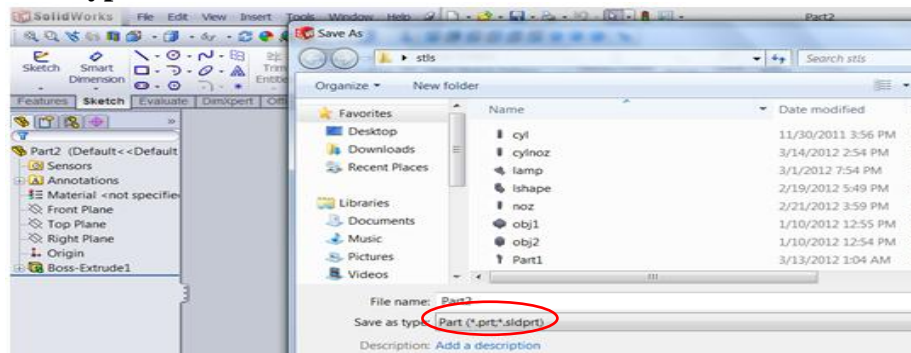 SolidWorks File Edit View Insert Tools Window Help Part2
Save As
stls Search stls
Sketch Smart Dimension Trim
Organize New folder
Features Sketch Evaluate DimXpert
Favorites Name Date modified
Desktop cyl 11/30/2011 3:56 PM
Downloads cylnoz 3/14/2012 2:54 PM
Recent Places lamp 3/1/2012 7:54 PM
lshape 2/19/2012 5:49 PM
Libraries noz 2/21/2012 3:59 PM
Documents obj1 1/10/2012 12:55 PM
Music obj2 1/10/2012 12:54 PM
Pictures Part1 3/13/2012 1:04 AM
Videos
Part2 (Default<<Default
Sensors
Annotations
Material <not specifie
Front Plane
Top Plane
Right Plane
Origin
Boss-Extrude1
File name: Part2
Save as type: Part (*.prt;*.sldprt)
Description: Add a description